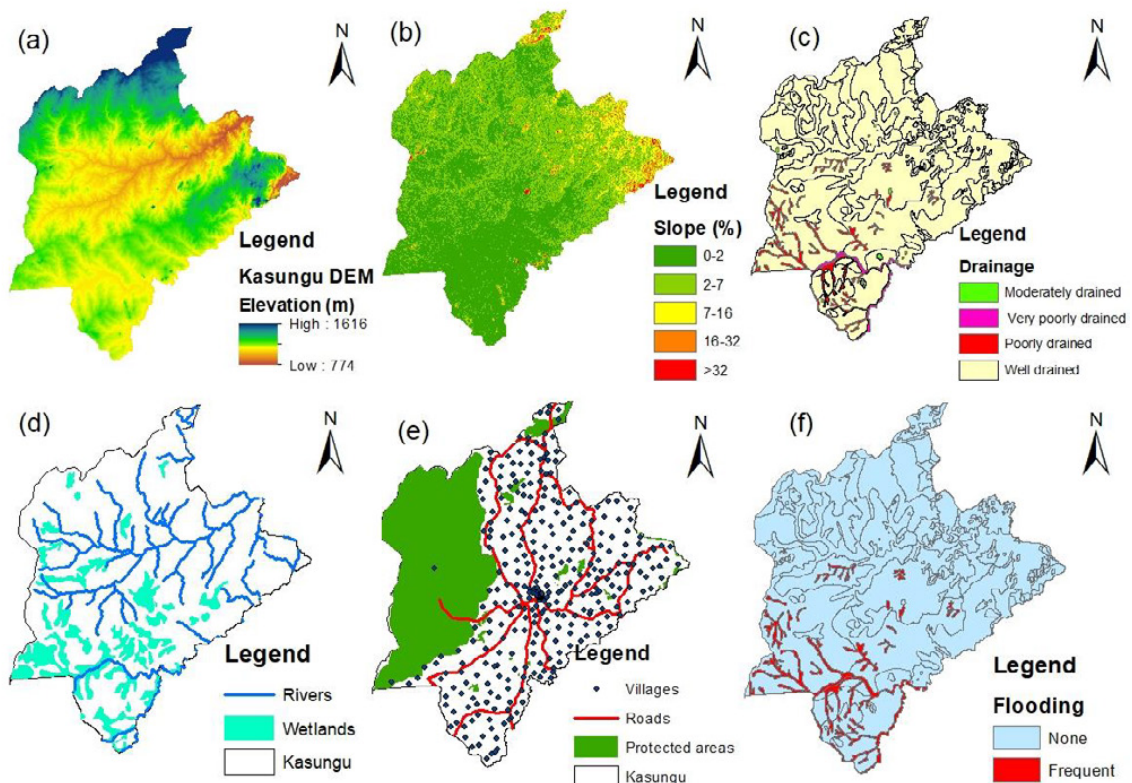 (a)
N
Legend
Kasungu DEM
Elevation (m)
High : 1616
Low : 774
(b)
N
Legend
Slope (%)
0-2
2-7
7-16
16-32
>32
(c)
N
Legend
Drainage
Moderately drained
Very poorly drained
Poorly drained
Well drained
(d)
N
Legend
Rivers
Wetlands
Kasungu
(e)
N
Legend
Villages
Roads
Protected areas
Kasungu
(f)
N
Legend
Flooding
None
Frequent